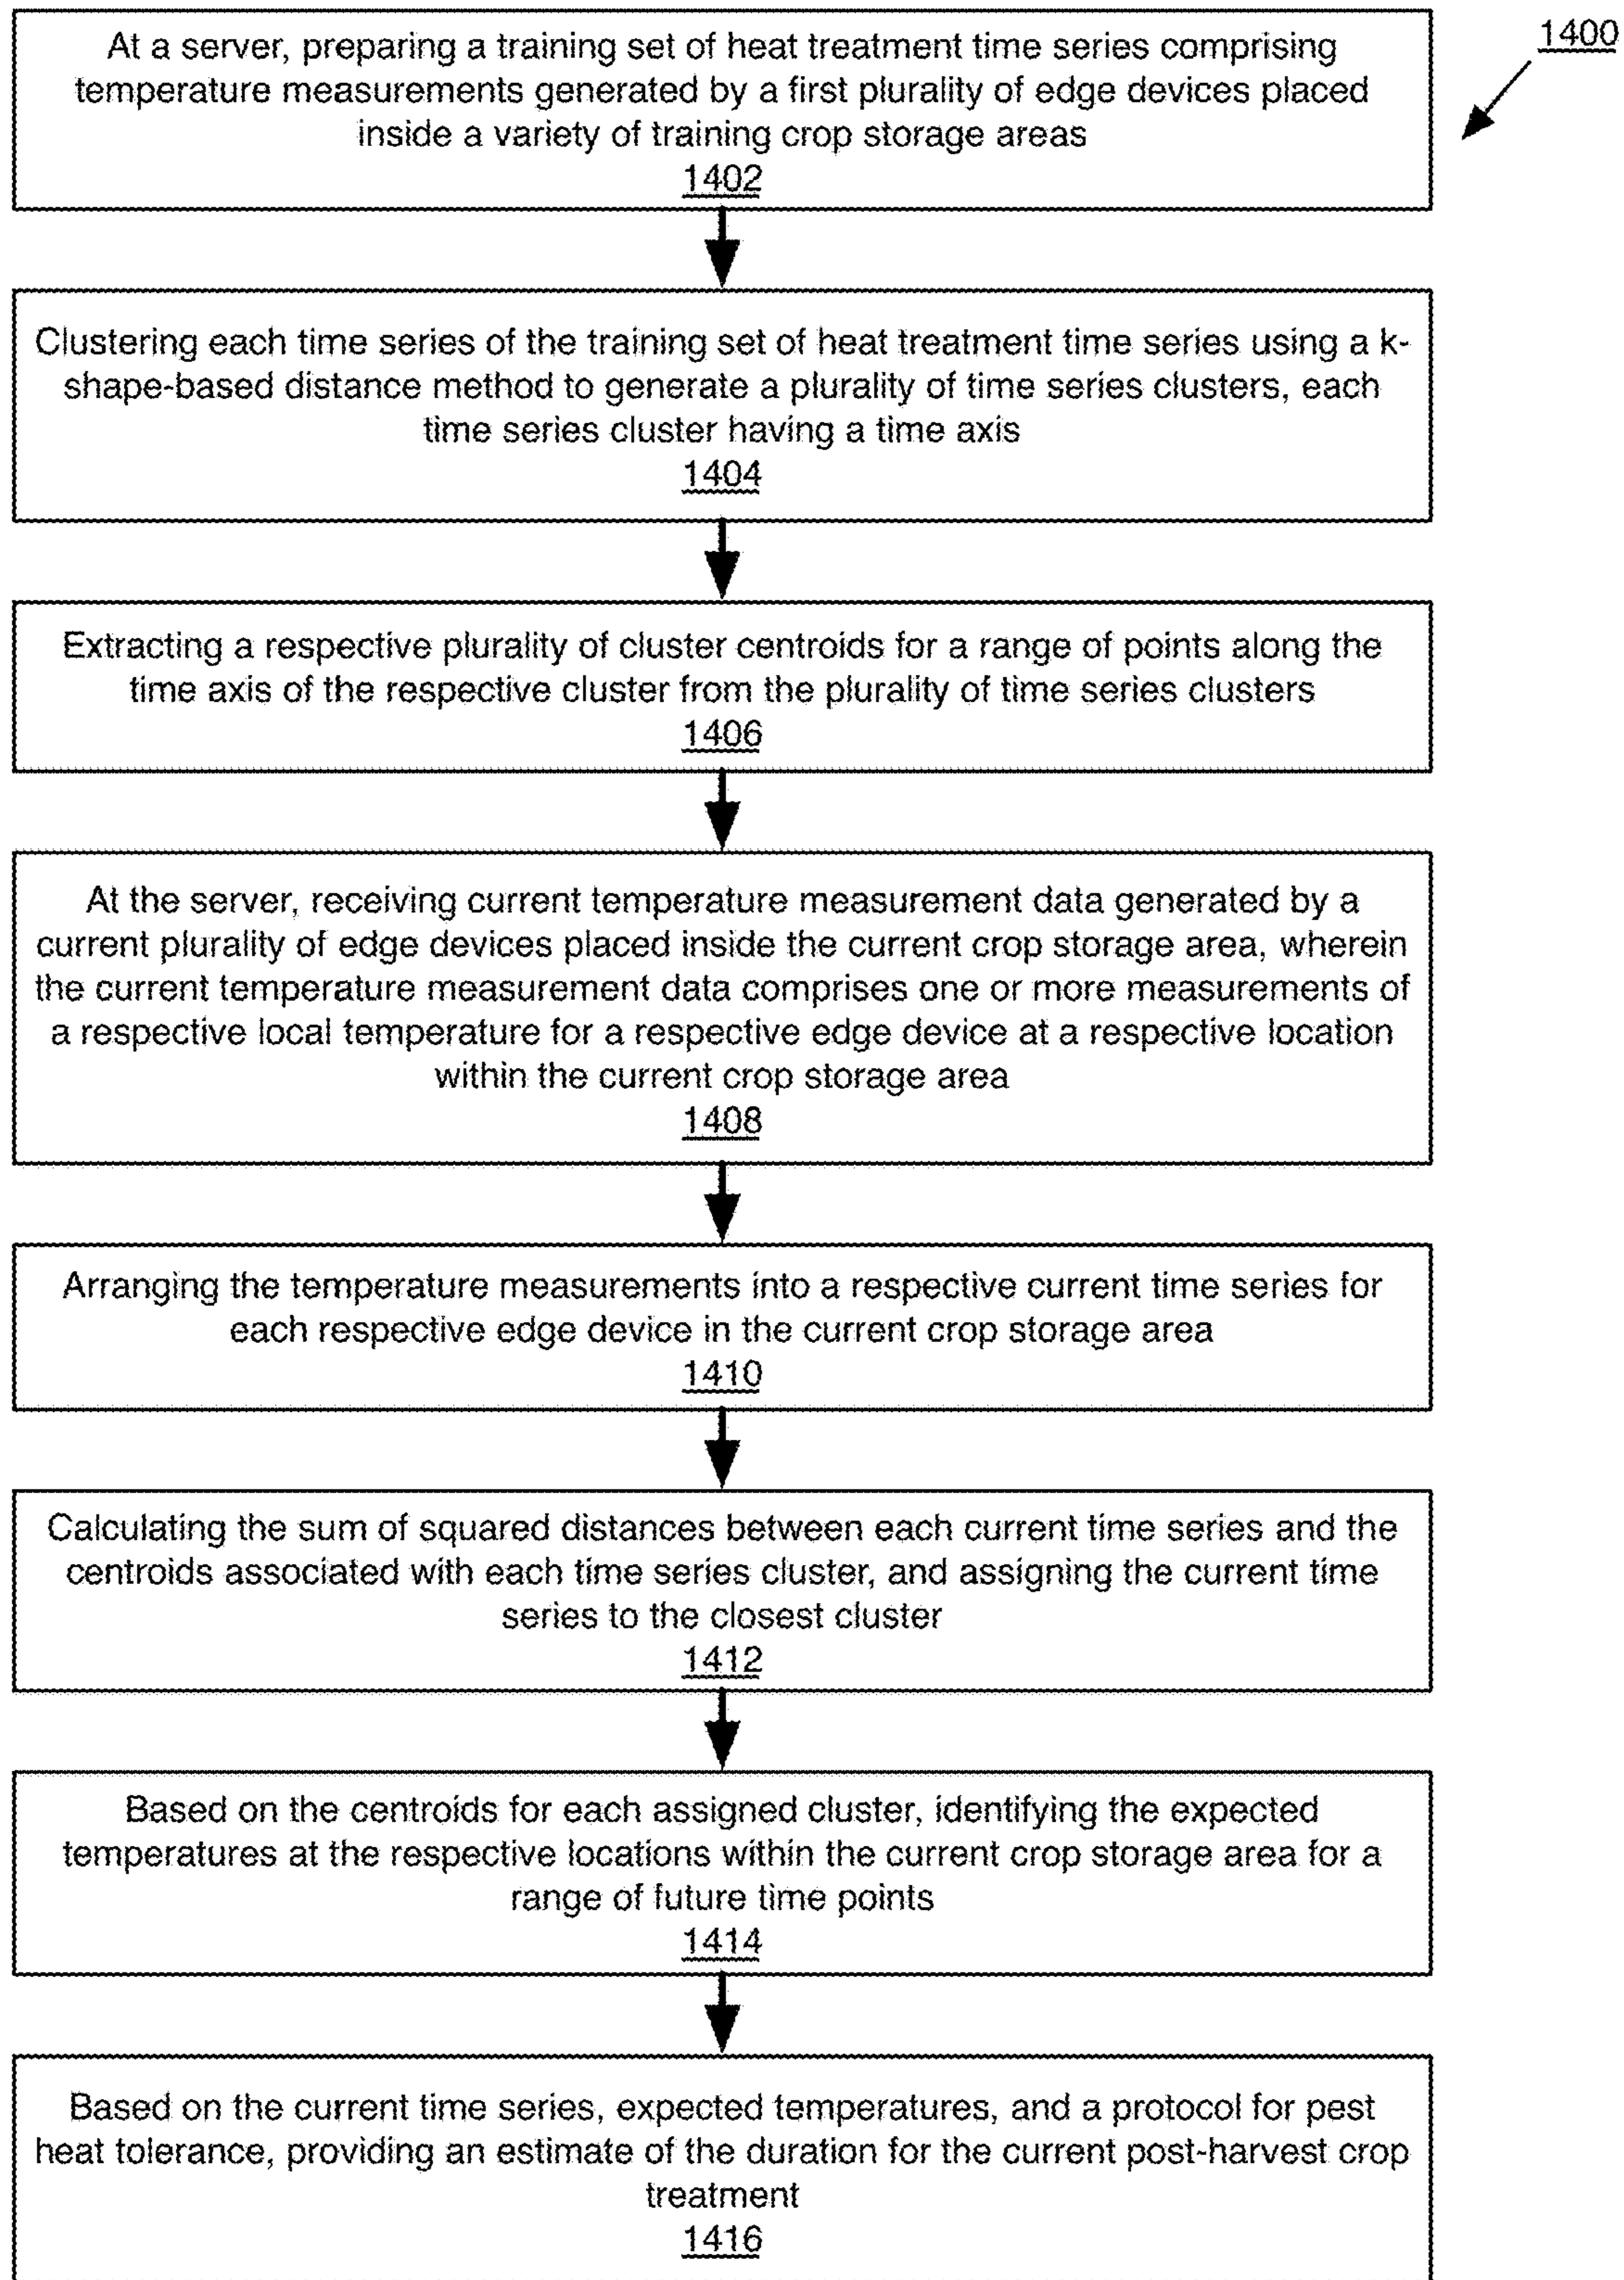 1400
At a server, preparing a training set of heat treatment time series comprising
temperature measurements generated by a first plurality of edge devices placed
inside a variety of training crop storage areas
1402
Clustering each time series of the training set of heat treatment time series using a k-
shape-based distance method to generate a plurality of time series clusters, each
time series cluster having a time axis
1404
Extracting a respective plurality of cluster centroids for a range of points along the
time axis of the respective cluster from the plurality of time series clusters
1406
At the server, receiving current temperature measurement data generated by a
current plurality of edge devices placed inside the current crop storage area, wherein
the current temperature measurement data comprises one or more measurements of
a respective local temperature for a respective edge device at a respective location
within the current crop storage area
1408
Arranging the temperature measurements into a respective current time series for
each respective edge device in the current crop storage area
1410
Calculating the sum of squared distances between each current time series and the
centroids associated with each time series cluster, and assigning the current time
series to the closest cluster
1412
Based on the centroids for each assigned cluster, identifying the expected
temperatures at the respective locations within the current crop storage area for a
range of future time points
1414
Based on the current time series, expected temperatures, and a protocol for pest
heat tolerance, providing an estimate of the duration for the current post-harvest crop
treatment
1416